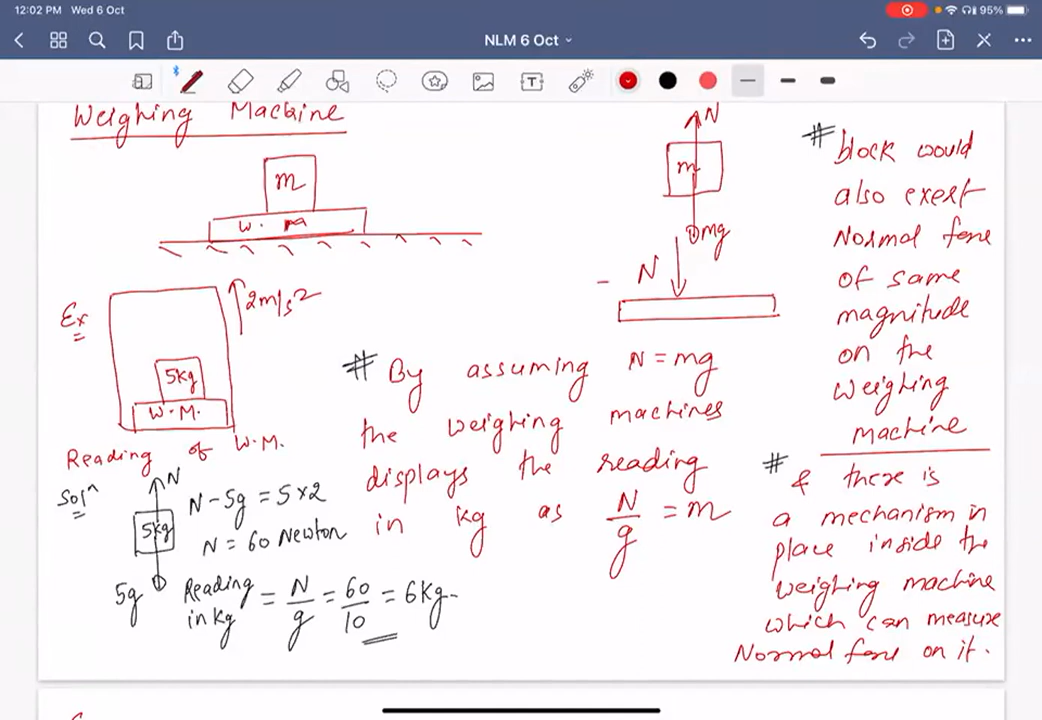 12:02 PM Wed 6 Oct
95%
NLM 6 Oct
Weighing Machine
m
w. m
N
m
mg
N
# block would
also exert
Normal force
of same
magnitude
on the
weighing
machine
# & there is
a mechanism in
place inside the
weighing machine
which can measure
Normal force on it.
Ex
2m/s2
5kg
W.M.
Reading of W.M.
# By assuming N = mg
the weighing machines
displays the reading
in kg as N/g = m
Soln
N
5kg
5g
N - 5g = 5 x 2
N = 60 Newton
Reading in kg = N/g = 60/10 = 6kg-